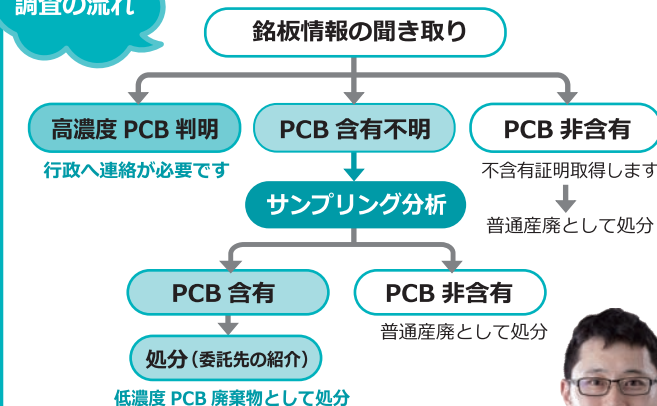 調査の流れ
銘板情報の聞き取り
高濃度 PCB 判明
PCB 含有不明
PCB 非含有
行政へ連絡が必要です
不含有証明取得します
サンプリング分析
普通産廃として処分
PCB 含有
PCB 非含有
普通産廃として処分
処分(委託先の紹介)
低濃度 PCB 廃棄物として処分